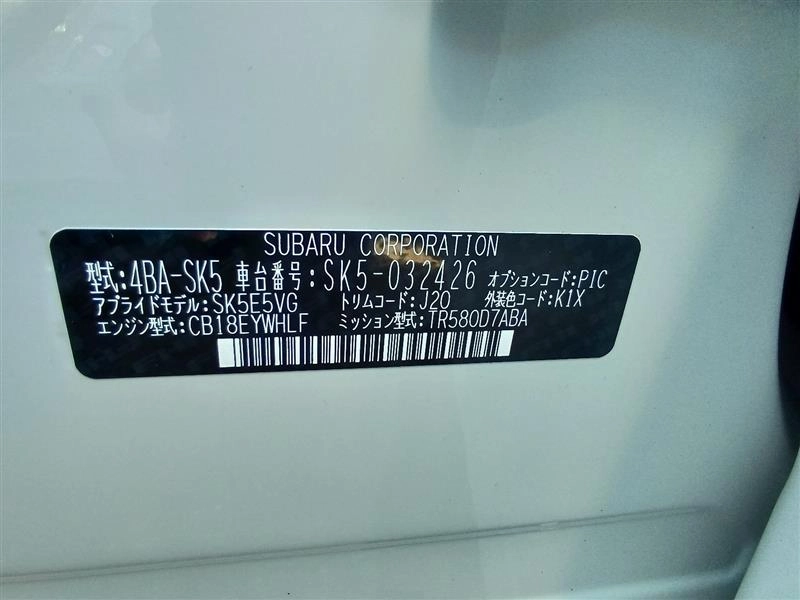 SUBARU CORPORATION
型式:4BA-SK5 車台番号:SK5-032426 オプションコード:PIC
アプライドモデル:SK5E5VG トリムコード:J20 外装色コード:K1X
エンジン型式:CB18EYWHLF ミッション型式:TR580D7ABA